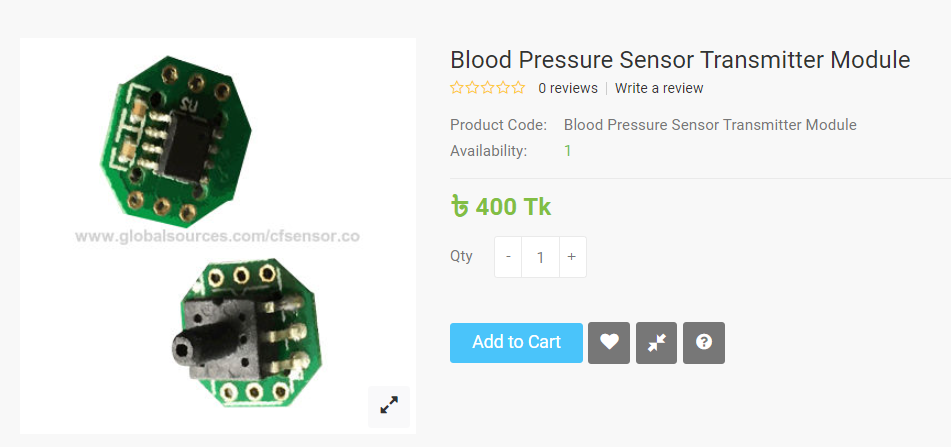 Blood Pressure Sensor Transmitter Module
0 reviews | Write a review
Product Code: Blood Pressure Sensor Transmitter Module
Availability: 1
৳ 400 Tk
Qty - 1 +
Add to Cart
U2
www.globalsources.com/cfsensor.co